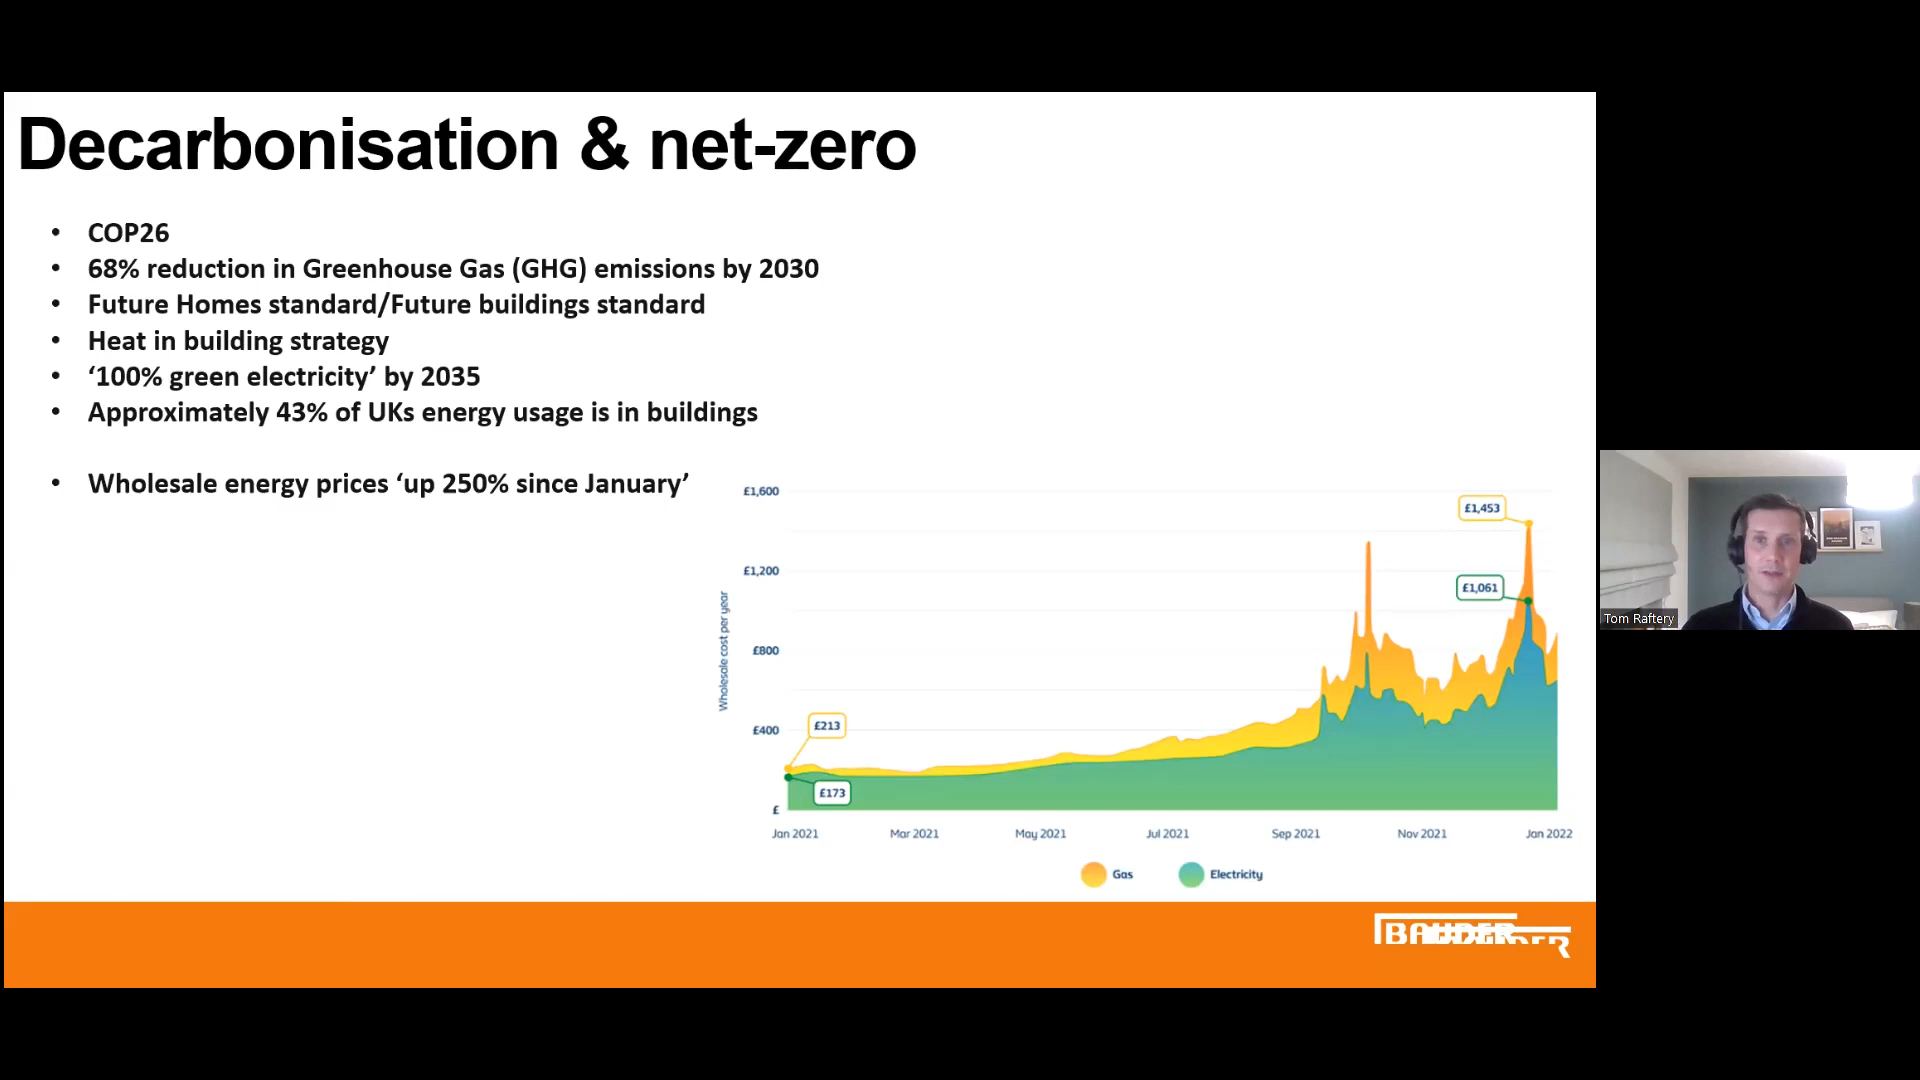 Decarbonisation & net-zero
• COP26
• 68% reduction in Greenhouse Gas (GHG) emissions by 2030
• Future Homes standard/Future buildings standard
• Heat in building strategy
• ‘100% green electricity’ by 2035
• Approximately 43% of UKs energy usage is in buildings
• Wholesale energy prices ‘up 250% since January’
£1,600
£1,453
£1,200
£1,061
Wholesale cost per year
£800
£213
£400
£173
£
Jan 2021 Mar 2021 May 2021 Jul 2021 Sep 2021 Nov 2021 Jan 2022
Gas Electricity
BAUDER
Tom Raftery